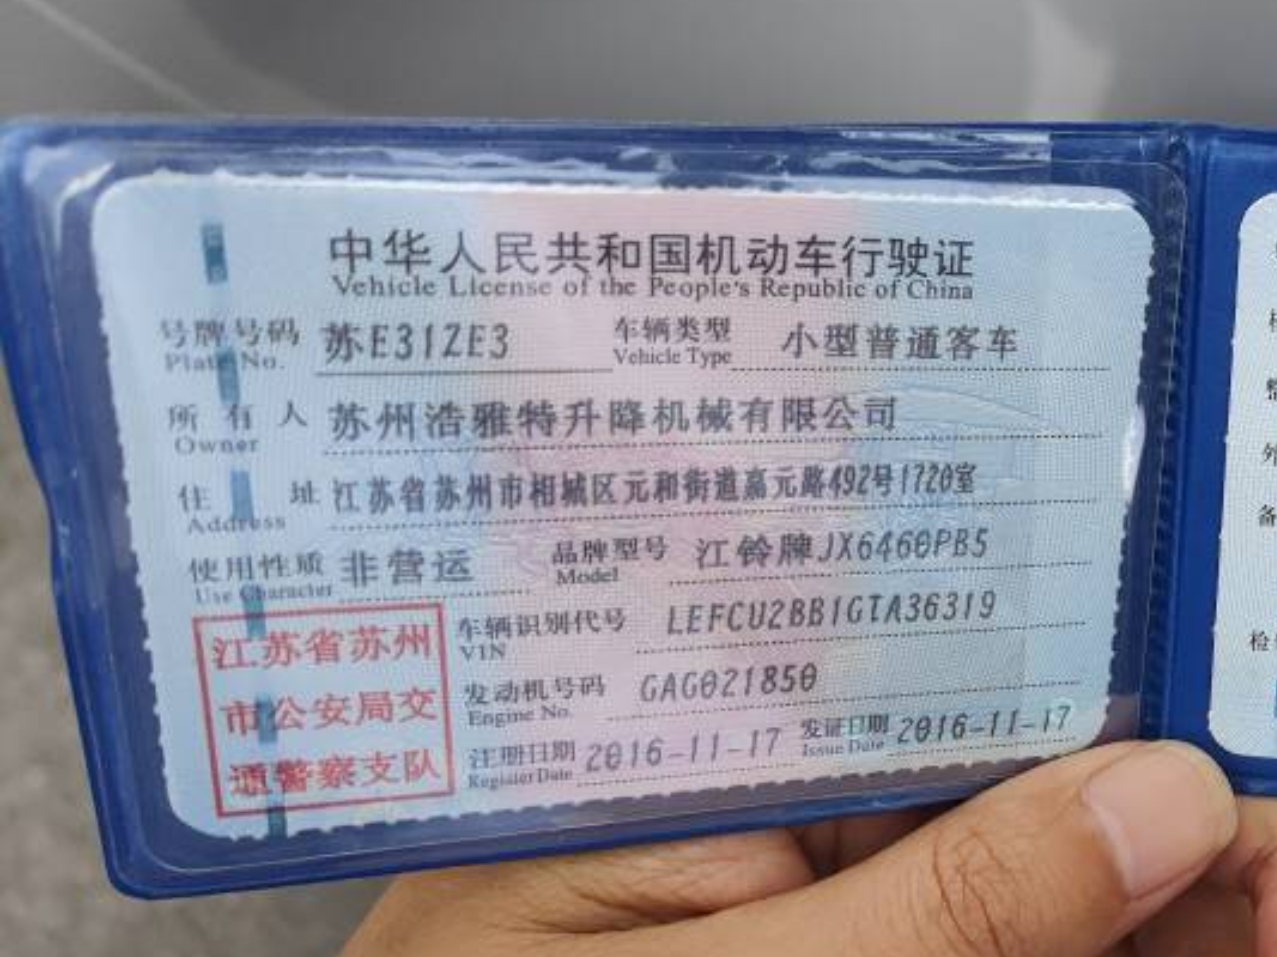 中华人民共和国机动车行驶证
Vehicle License of the People's Republic of China
号牌号码 苏E31ZE3 车辆类型 小型普通客车
Plate No. Vehicle Type
所有人 苏州浩雅特升降机械有限公司
Owner
住址 江苏省苏州市相城区元和街道嘉元路492号1720室
Address
使用性质 非营运 品牌型号 江铃牌JX6460PB5
Use Character Model
江苏省苏州
市公安局交
通警察支队
车辆识别代号 LEFCU2BB1GTA36319
VIN
发动机号码 GAG021850
Engine No.
注册日期 2016-11-17 发证日期 2016-11-17
Register Date Issue Date
外
备
检